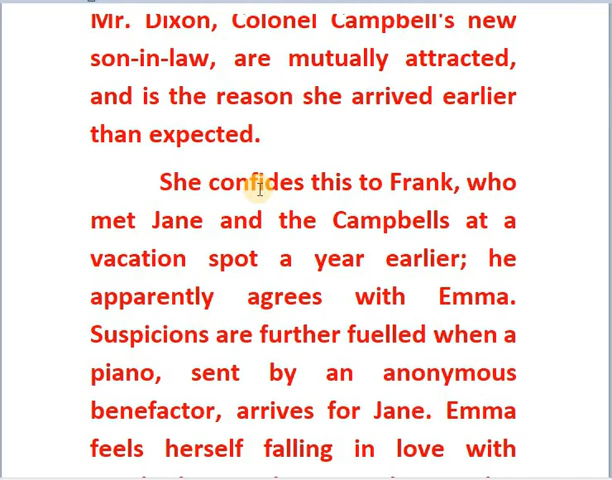 Mr. Dixon, Colonel Campbell's new
son-in-law, are mutually attracted,
and is the reason she arrived earlier
than expected.
She confides this to Frank, who
met Jane and the Campbells at a
vacation spot a year earlier; he
apparently agrees with Emma.
Suspicions are further fuelled when a
piano, sent by an anonymous
benefactor, arrives for Jane. Emma
feels herself falling in love with